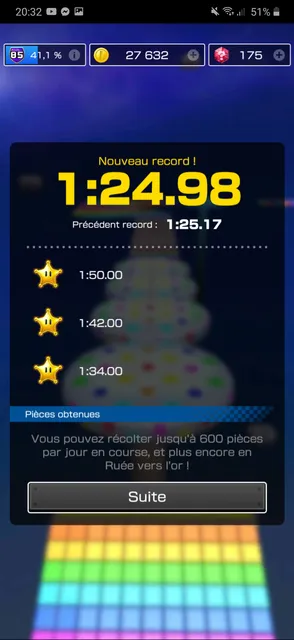 20:32 51%
85 41,1 % i 27 632 + 175 +
Nouveau record !
1:24.98
Précédent record : 1:25.17
1:50.00
1:42.00
1:34.00
Pièces obtenues
Vous pouvez récolter jusqu'à 600 pièces
par jour en course, et plus encore en
Ruée vers l'or !
Suite